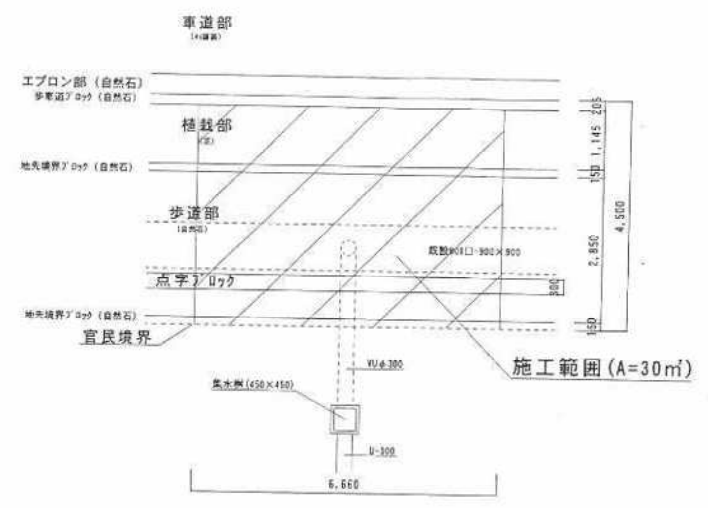 車道部
エプロン部 (自然石)
歩車道ブロック (自然石)
植栽部
地先境界ブロック (自然石)
歩道部
(自然石)
点字ブロック
地先境界ブロック (自然石)
官民境界
205
1,145
150
4,500
2,850
300
150
施工範囲(A=30㎡)
VUφ300
集水桝(450×450)
U-300
6,660